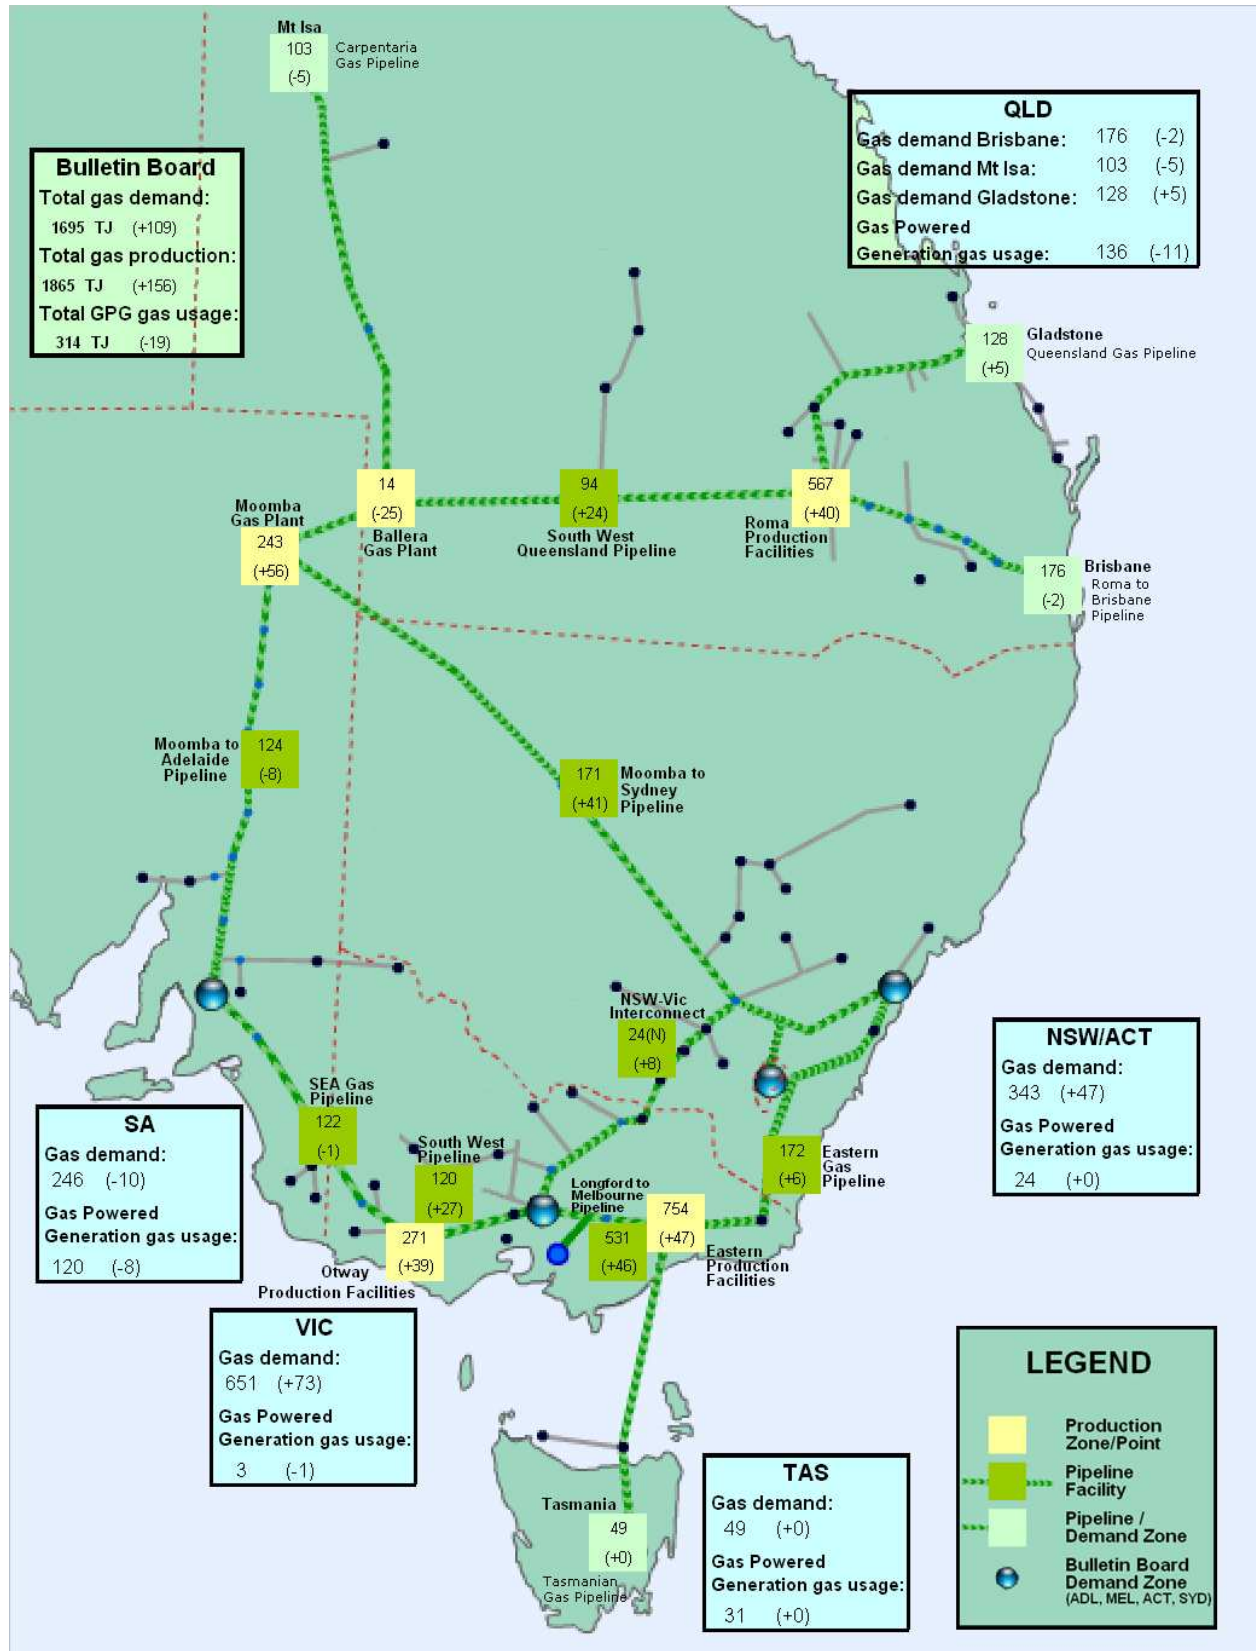 Mt Isa
103
(-5)
Carpentaria
Gas Pipeline
QLD
Gas demand Brisbane: 176 (-2)
Gas demand Mt Isa: 103 (-5)
Gas demand Gladstone: 128 (+5)
Gas Powered
Generation gas usage: 136 (-11)
Bulletin Board
Total gas demand:
1695 TJ (+109)
Total gas production:
1865 TJ (+156)
Total GPG gas usage:
314 TJ (-19)
128
(+5)
Gladstone
Queensland Gas Pipeline
14
(-25)
Ballera
Gas Plant
94
(+24)
South West
Queensland Pipeline
567
(+40)
Roma
Production
Facilities
Moomba
Gas Plant
243
(+56)
176
(-2)
Brisbane
Roma to
Brisbane
Pipeline
Moomba to
Adelaide
Pipeline
124
(-8)
171
(+41)
Moomba to
Sydney
Pipeline
NSW-Vic
Interconnect
24(N)
(+8)
NSW/ACT
Gas demand:
343 (+47)
Gas Powered
Generation gas usage:
24 (+0)
SEA Gas
Pipeline
122
(-1)
SA
Gas demand:
246 (-10)
Gas Powered
Generation gas usage:
120 (-8)
South West
Pipeline
120
(+27)
Longford to
Melbourne
Pipeline
531
(+46)
754
(+47)
Eastern
Production
Facilities
172
(+6)
Eastern
Gas
Pipeline
271
(+39)
Otway
Production Facilities
VIC
Gas demand:
651 (+73)
Gas Powered
Generation gas usage:
3 (-1)
Tasmania
49
(+0)
Tasmanian
Gas Pipeline
TAS
Gas demand:
49 (+0)
Gas Powered
Generation gas usage:
31 (+0)
LEGEND
Production
Zone/Point
Pipeline
Facility
Pipeline /
Demand Zone
Bulletin Board
Demand Zone
(ADL, MEL, ACT, SYD)